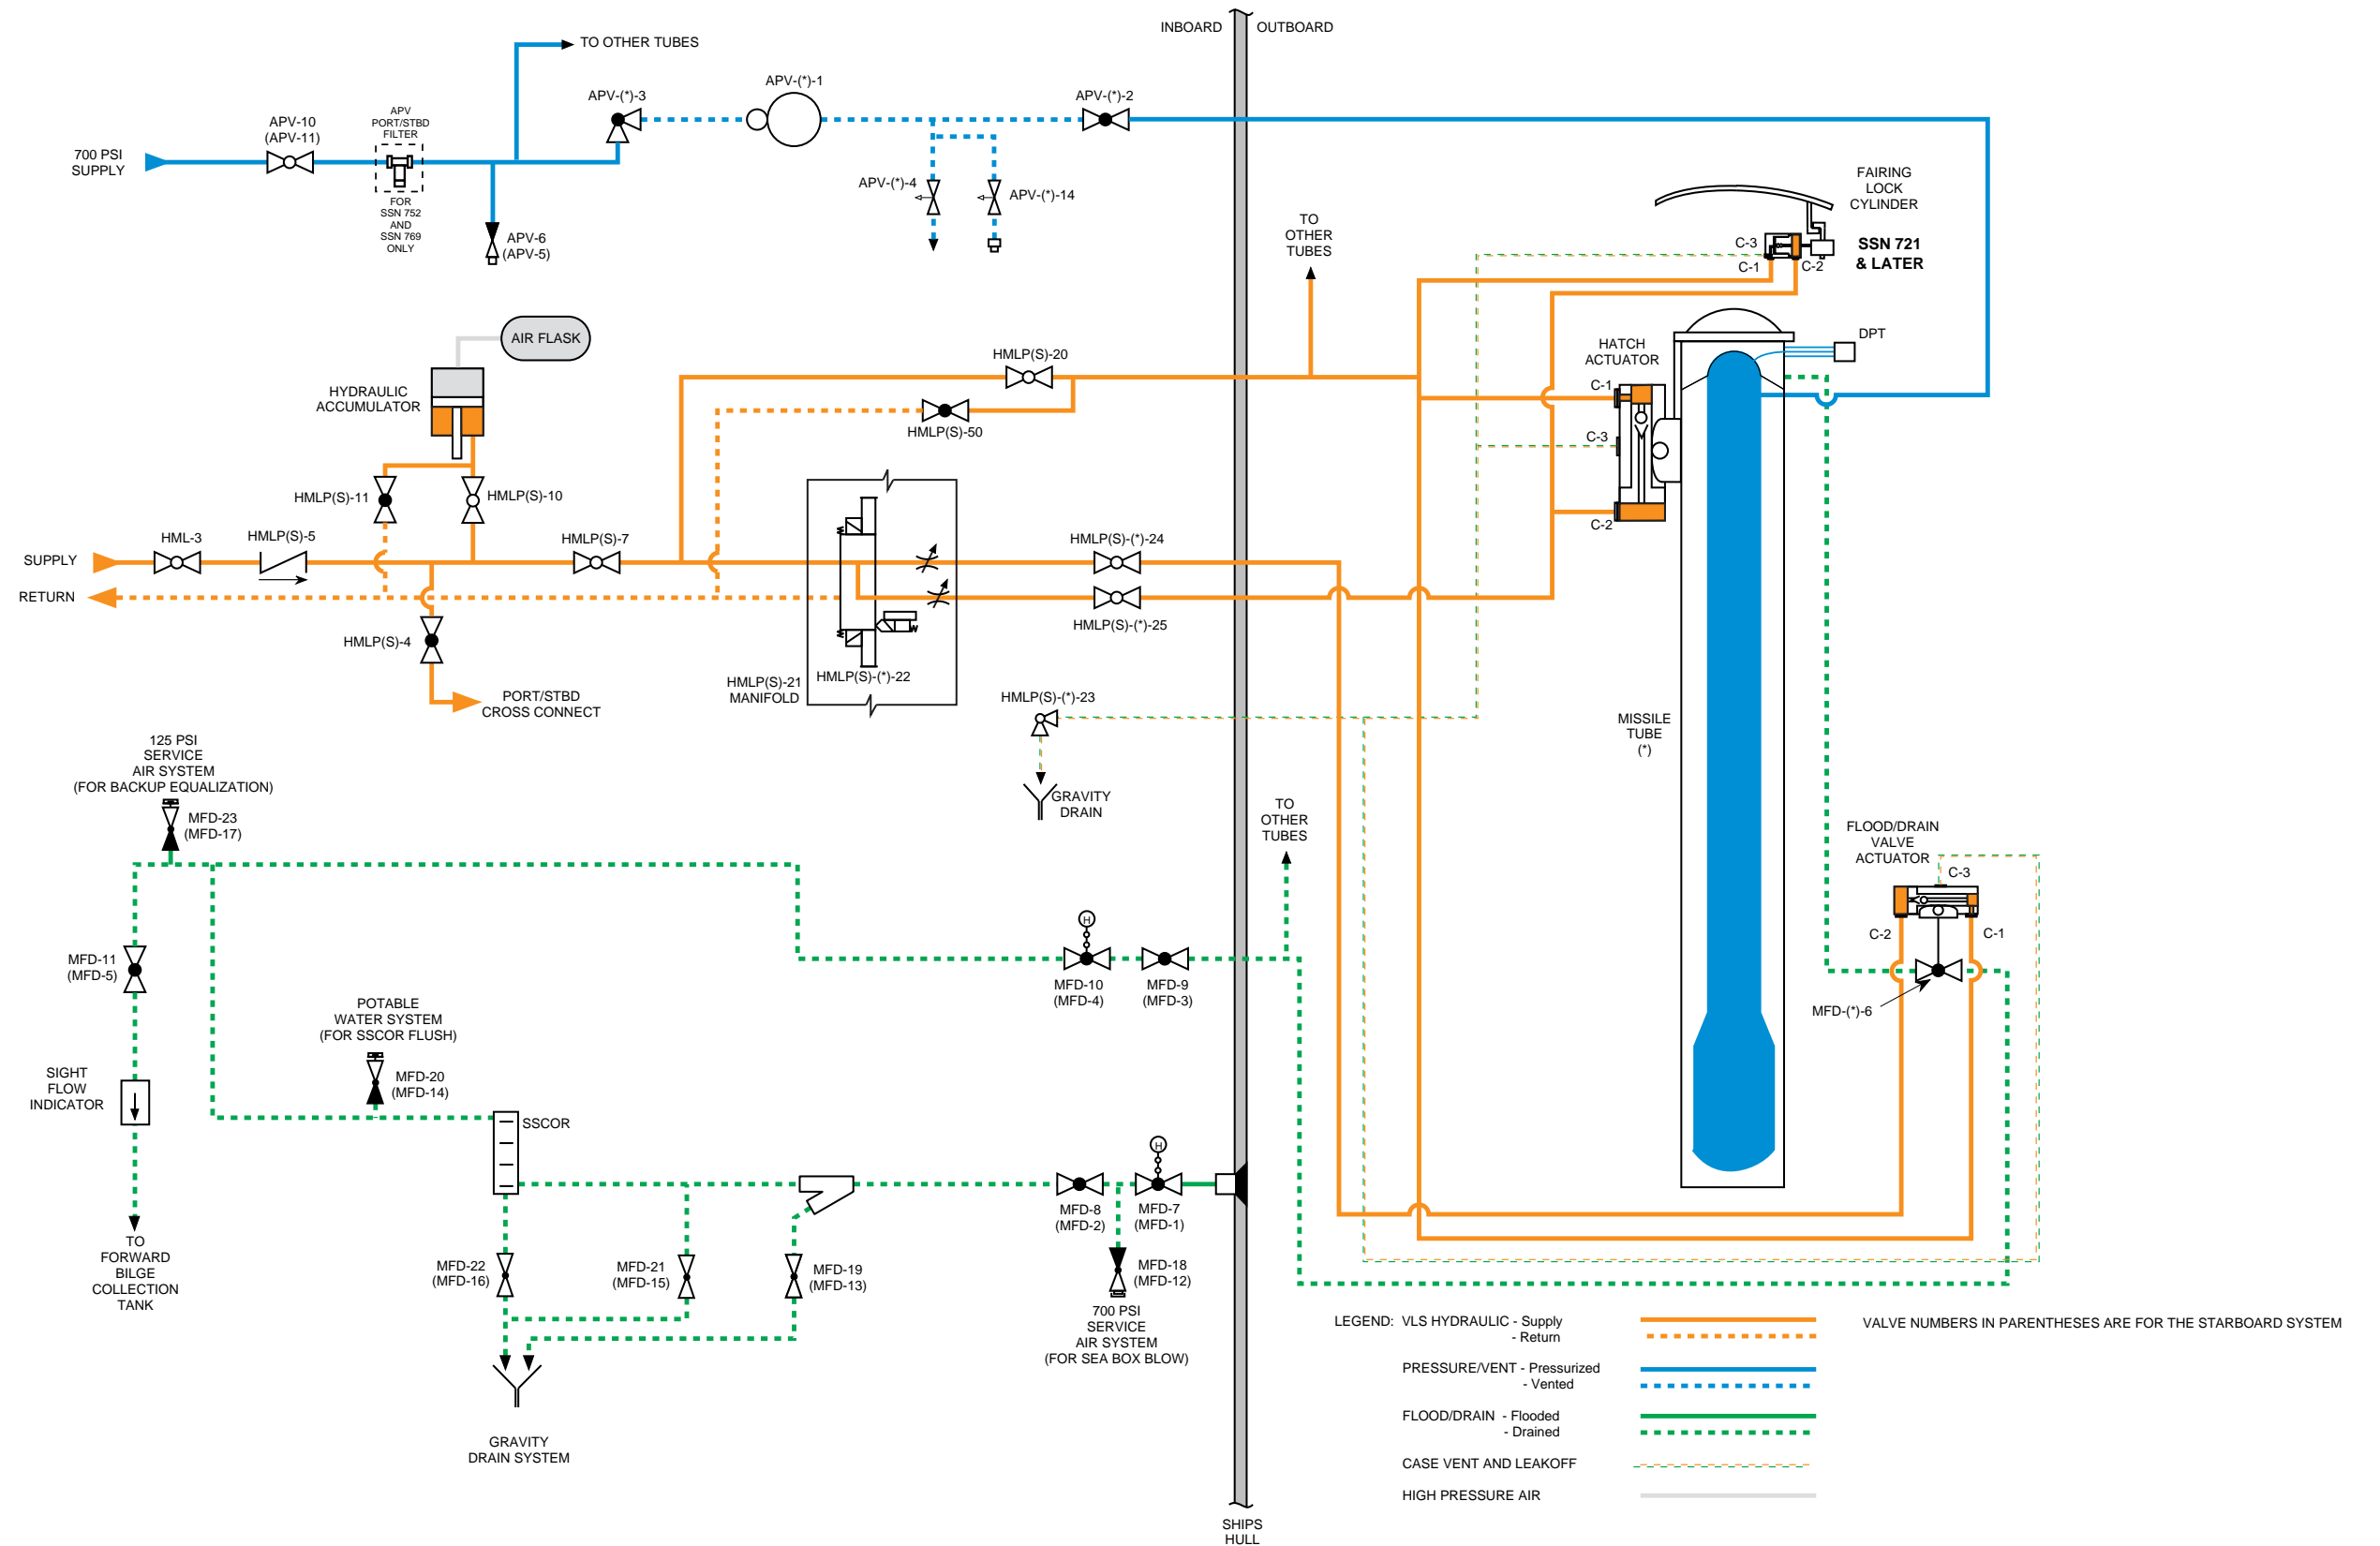 INBOARD
OUTBOARD
TO OTHER TUBES
APV-(*)-1
APV-(*)-3
APV-(*)-2
APV
PORT/STBD
FILTER
APV-10
(APV-11)
700 PSI
SUPPLY
FOR
SSN 752
AND
SSN 769
ONLY
APV-6
(APV-5)
APV-(*)-4
APV-(*)-14
FAIRING
LOCK
CYLINDER
SSN 721
& LATER
C-3
C-1
C-2
TO
OTHER
TUBES
AIR FLASK
HYDRAULIC
ACCUMULATOR
HMLP(S)-20
HMLP(S)-50
HATCH
ACTUATOR
DPT
C-1
C-3
C-2
HMLP(S)-11
HMLP(S)-10
HML-3
HMLP(S)-5
HMLP(S)-7
HMLP(S)-(*)-24
SUPPLY
RETURN
HMLP(S)-(*)-25
HMLP(S)-4
HMLP(S)-21
MANIFOLD
HMLP(S)-(*)-22
PORT/STBD
CROSS CONNECT
HMLP(S)-(*)-23
GRAVITY
DRAIN
MISSILE
TUBE
(*)
125 PSI
SERVICE
AIR SYSTEM
(FOR BACKUP EQUALIZATION)
MFD-23
(MFD-17)
TO
OTHER
TUBES
FLOOD/DRAIN
VALVE
ACTUATOR
C-3
C-2
C-1
MFD-(*)-6
H
MFD-10
(MFD-4)
MFD-9
(MFD-3)
MFD-11
(MFD-5)
POTABLE
WATER SYSTEM
(FOR SSCOR FLUSH)
MFD-20
(MFD-14)
SIGHT
FLOW
INDICATOR
SSCOR
H
MFD-8
(MFD-2)
MFD-7
(MFD-1)
TO
FORWARD
BILGE
COLLECTION
TANK
MFD-22
(MFD-16)
MFD-21
(MFD-15)
MFD-19
(MFD-13)
MFD-18
(MFD-12)
700 PSI
SERVICE
AIR SYSTEM
(FOR SEA BOX BLOW)
GRAVITY
DRAIN SYSTEM
LEGEND: VLS HYDRAULIC - Supply
- Return
PRESSURE/VENT - Pressurized
- Vented
FLOOD/DRAIN - Flooded
- Drained
CASE VENT AND LEAKOFF
HIGH PRESSURE AIR
VALVE NUMBERS IN PARENTHESES ARE FOR THE STARBOARD SYSTEM
SHIPS
HULL